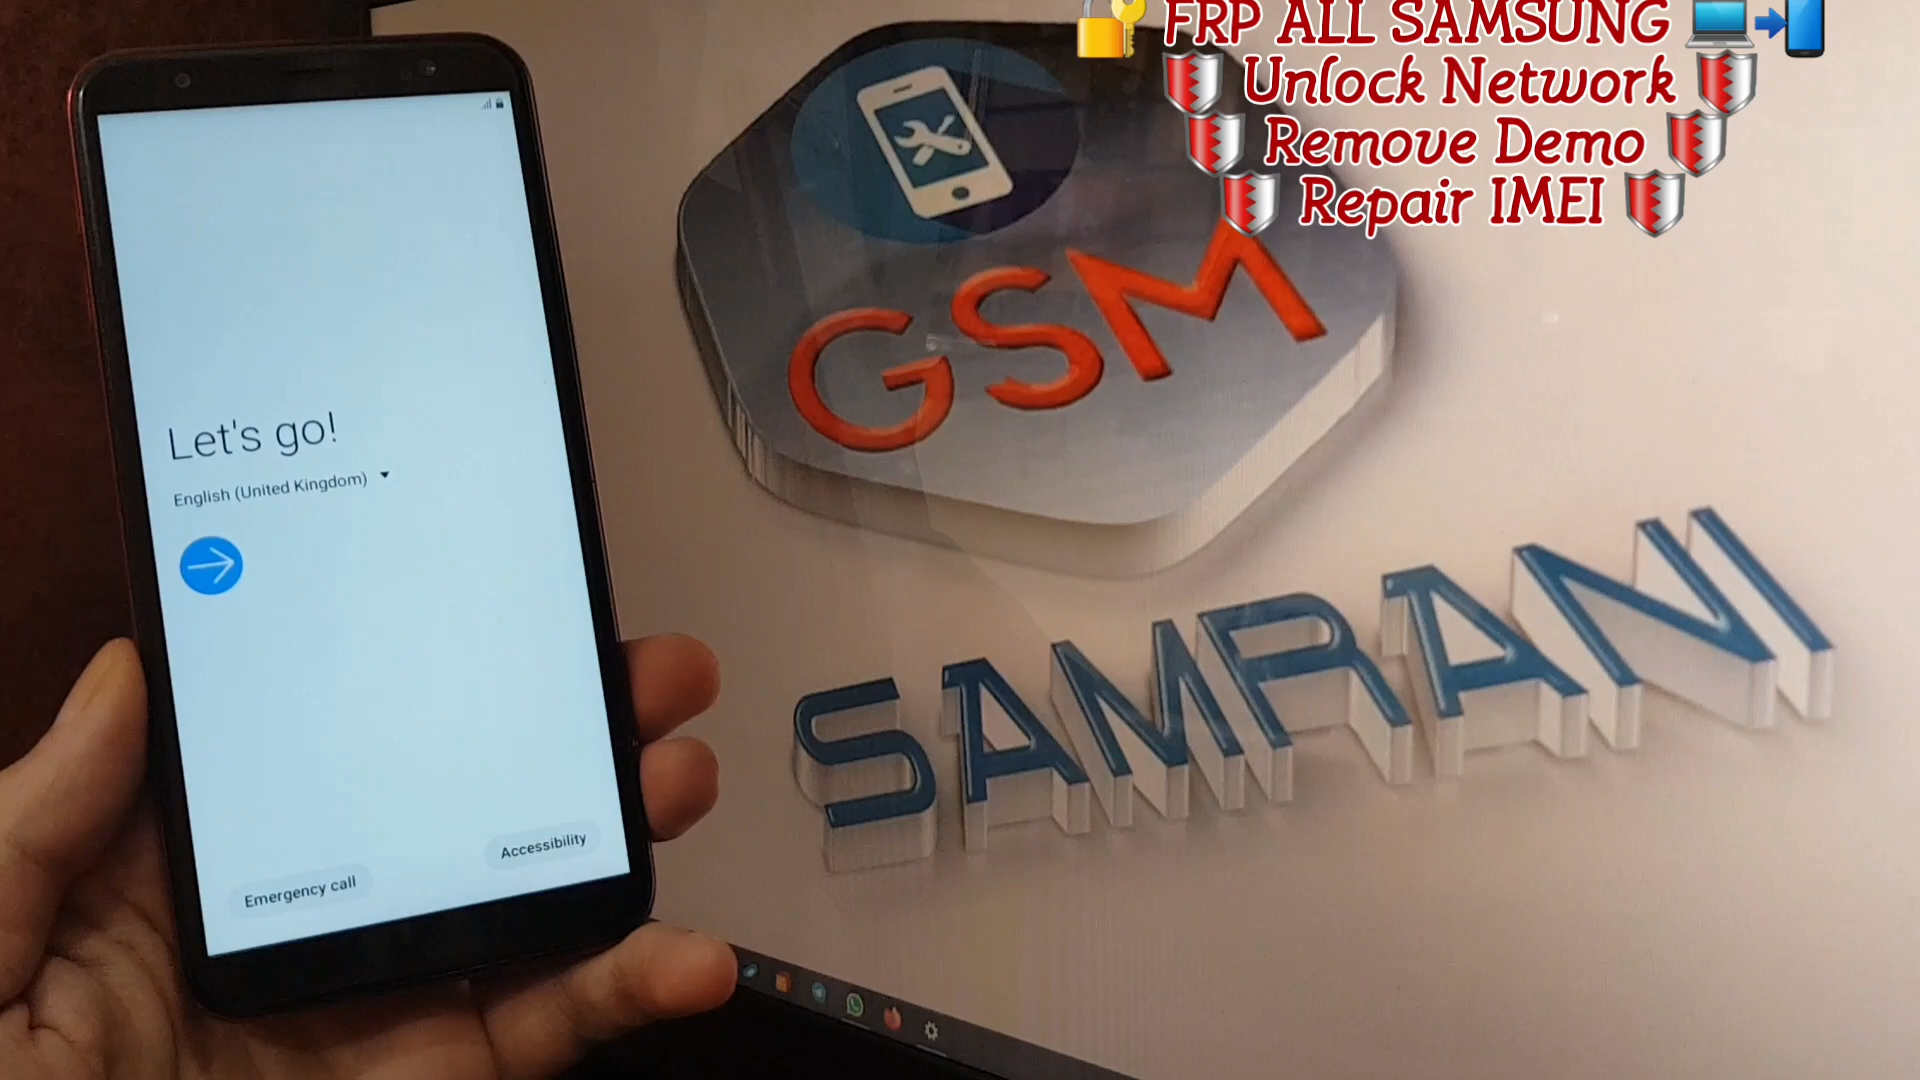 🔐 FRP ALL SAMSUNG 💻📲
Unlock Network
Remove Demo
Repair IMEI
GSM
SAMRANI
Let's go!
English (United Kingdom)
Accessibility
Emergency call